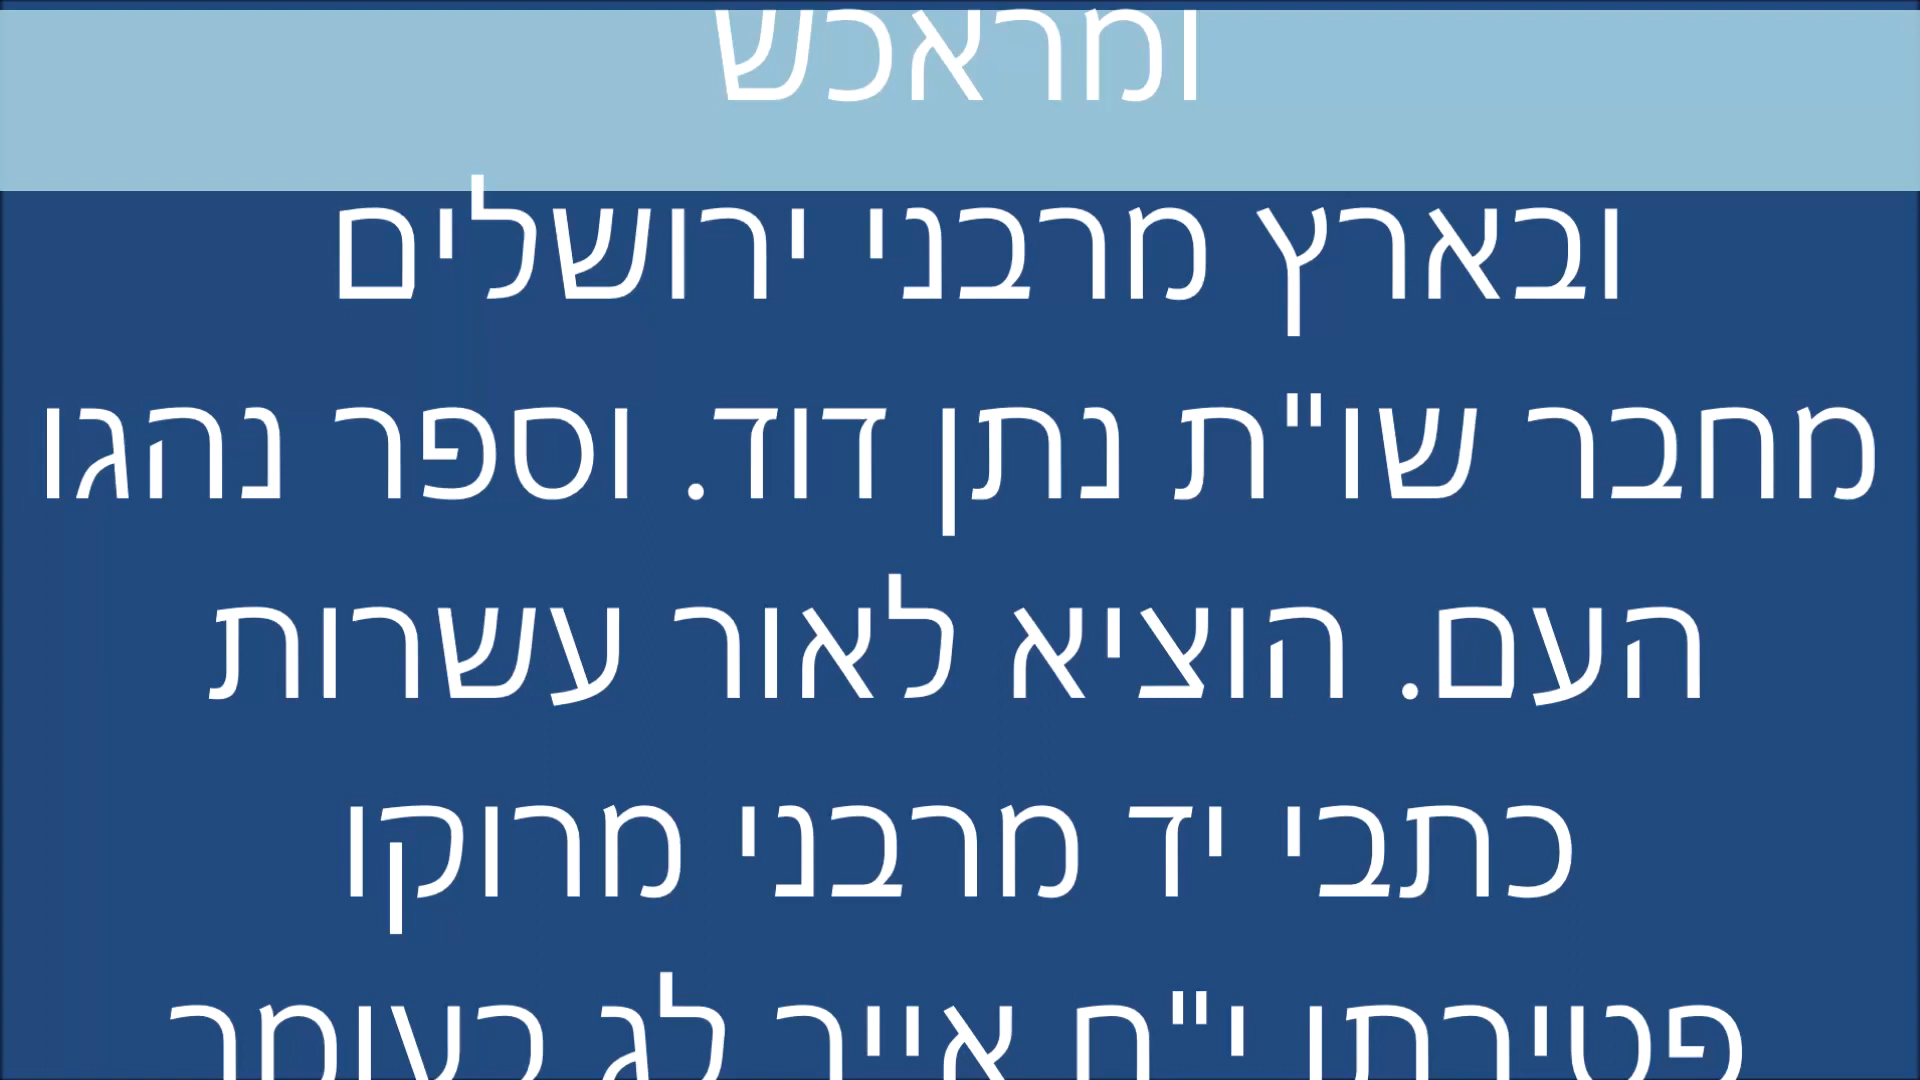 ומראכש
ובארץ מרבני ירושלים
מחבר שו"ת נתן דוד. וספר נהגו
העם. הוציא לאור עשרות
כתבי יד מרבני מרוקו
פטירתו י"ח אייר לג בעומר